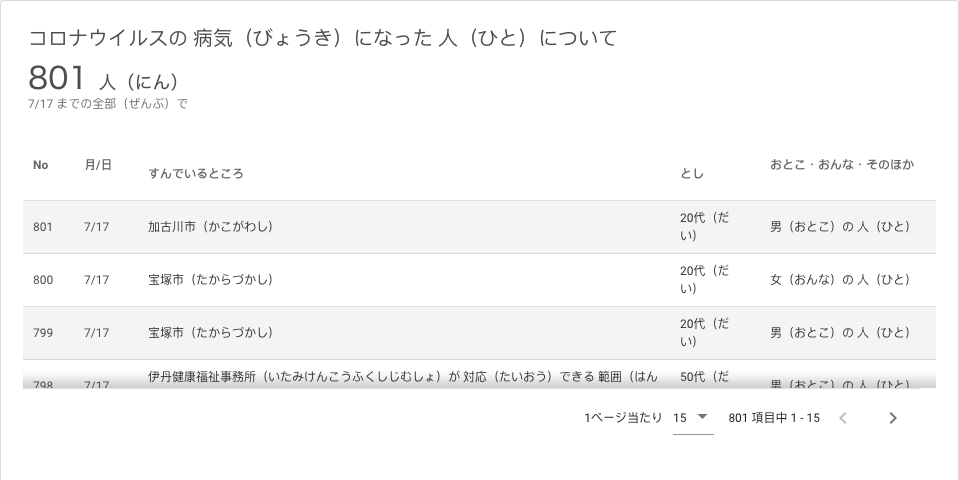 コロナウイルスの 病気（びょうき）になった 人（ひと）について
801 人（にん）
7/17 までの全部（ぜんぶ）で
No 月/日 すんでいるところ とし おとこ・おんな・そのほか
801 7/17 加古川市（かこがわし） 20代（だい） 男（おとこ）の 人（ひと）
800 7/17 宝塚市（たからづかし） 20代（だい） 女（おんな）の 人（ひと）
799 7/17 宝塚市（たからづかし） 20代（だい） 男（おとこ）の 人（ひと）
798 7/17 伊丹健康福祉事務所（いたみけんこうふくしじむしょ）が 対応（たいおう）できる 範囲（はん 50代（だ 男（おとこ）の 人（ひと）
1ページ当たり 15 801 項目中 1 - 15